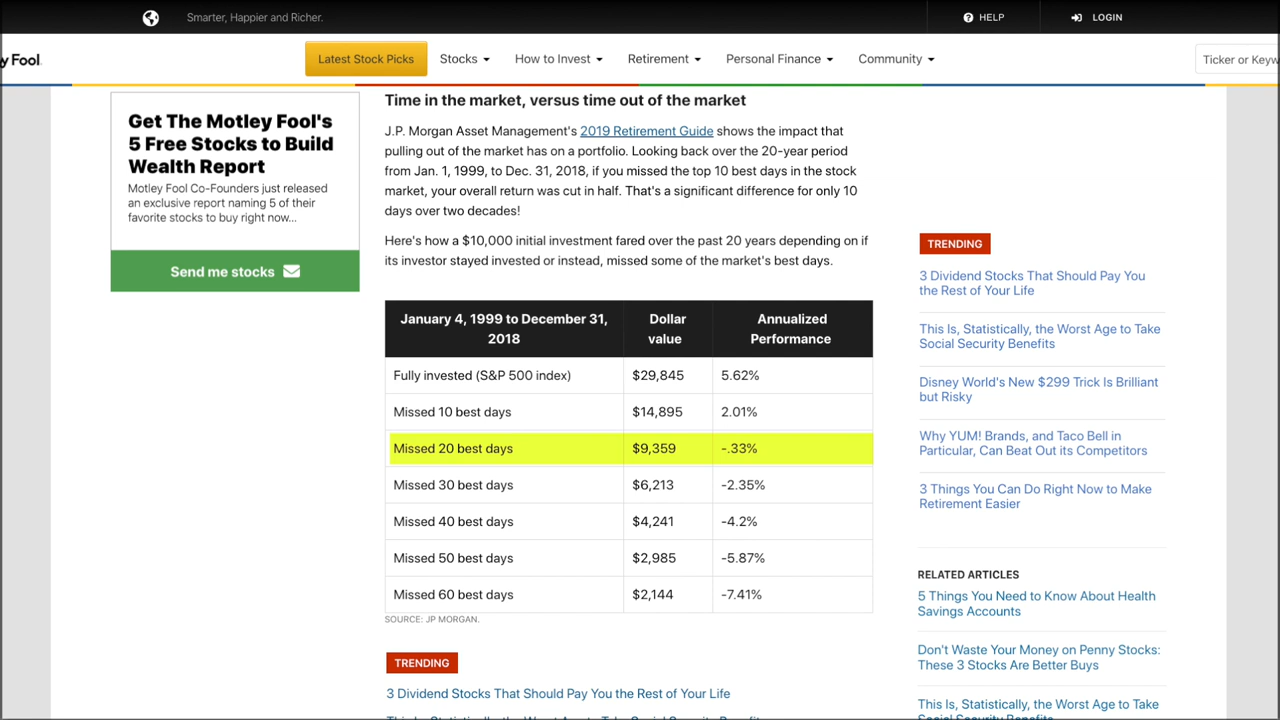 Smarter, Happier and Richer.
HELP
LOGIN
y Fool
Latest Stock Picks
Stocks
How to Invest
Retirement
Personal Finance
Community
Ticker or Keyw
Get The Motley Fool's
5 Free Stocks to Build
Wealth Report
Motley Fool Co-Founders just released
an exclusive report naming 5 of their
favorite stocks to buy right now...
Send me stocks
Time in the market, versus time out of the market
J.P. Morgan Asset Management's 2019 Retirement Guide shows the impact that
pulling out of the market has on a portfolio. Looking back over the 20-year period
from Jan. 1, 1999, to Dec. 31, 2018, if you missed the top 10 best days in the stock
market, your overall return was cut in half. That's a significant difference for only 10
days over two decades!
Here's how a $10,000 initial investment fared over the past 20 years depending on if
its investor stayed invested or instead, missed some of the market's best days.
January 4, 1999 to December 31,
2018
Dollar
value
Annualized
Performance
Fully invested (S&P 500 index) $29,845 5.62%
Missed 10 best days $14,895 2.01%
Missed 20 best days $9,359 -.33%
Missed 30 best days $6,213 -2.35%
Missed 40 best days $4,241 -4.2%
Missed 50 best days $2,985 -5.87%
Missed 60 best days $2,144 -7.41%
SOURCE: JP MORGAN.
TRENDING
3 Dividend Stocks That Should Pay You the Rest of Your Life
TRENDING
3 Dividend Stocks That Should Pay You
the Rest of Your Life
This Is, Statistically, the Worst Age to Take
Social Security Benefits
Disney World's New $299 Trick Is Brilliant
but Risky
Why YUM! Brands, and Taco Bell in
Particular, Can Beat Out its Competitors
3 Things You Can Do Right Now to Make
Retirement Easier
RELATED ARTICLES
5 Things You Need to Know About Health
Savings Accounts
Don't Waste Your Money on Penny Stocks:
These 3 Stocks Are Better Buys
This Is, Statistically, the Worst Age to Take